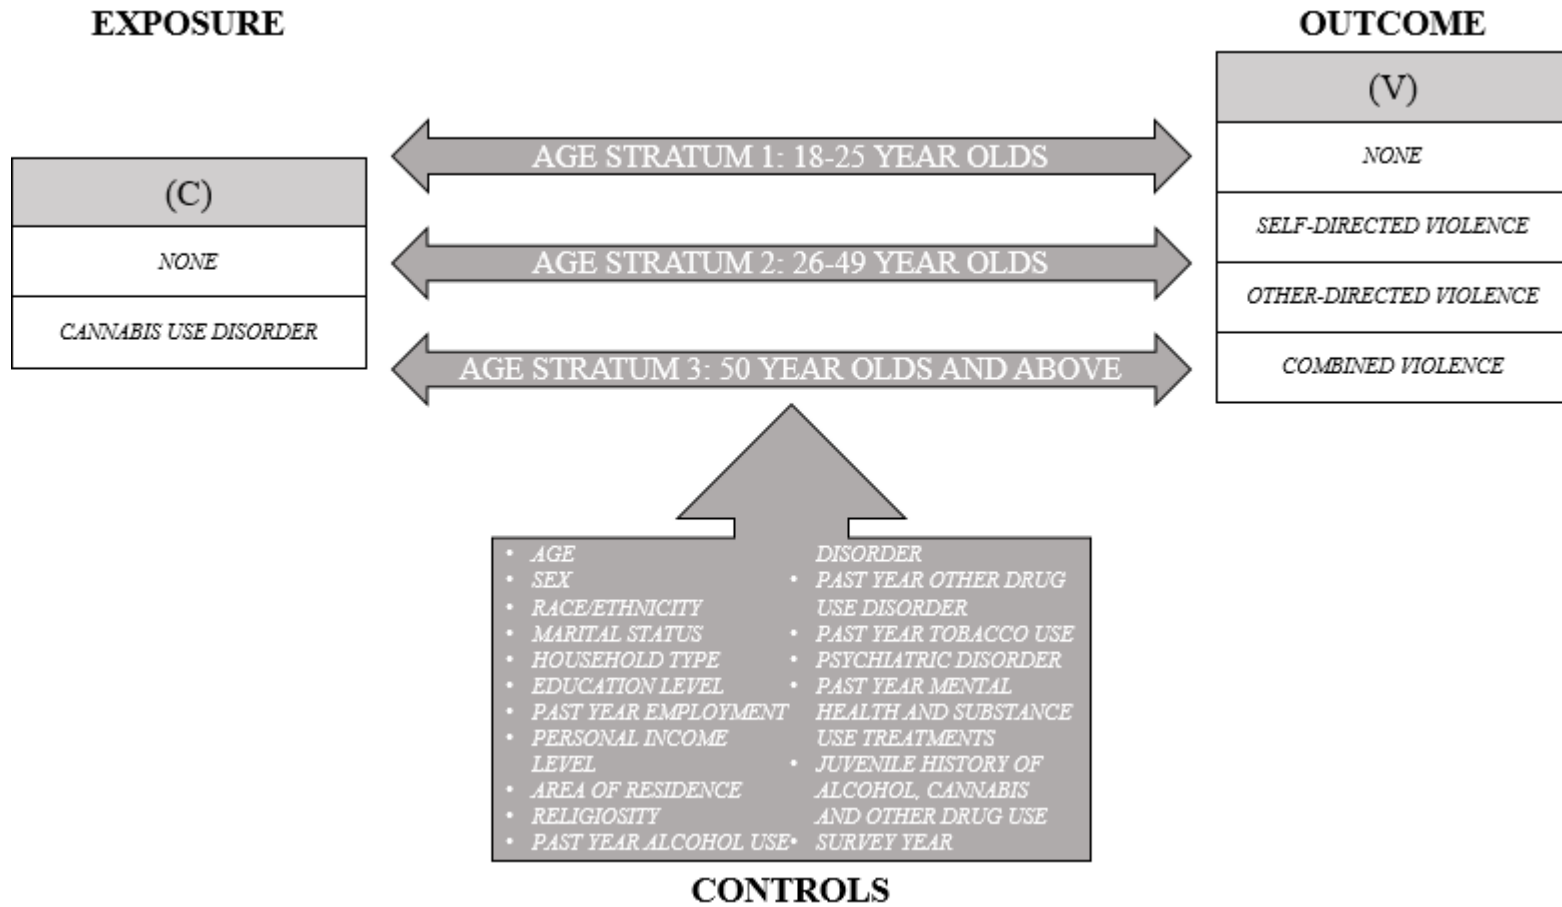 EXPOSURE
OUTCOME
(C)
NONE
CANNABIS USE DISORDER
AGE STRATUM 1: 18-25 YEAR OLDS
AGE STRATUM 2: 26-49 YEAR OLDS
AGE STRATUM 3: 50 YEAR OLDS AND ABOVE
(V)
NONE
SELF-DIRECTED VIOLENCE
OTHER-DIRECTED VIOLENCE
COMBINED VIOLENCE
• AGE
• SEX
• RACE/ETHNICITY
• MARITAL STATUS
• HOUSEHOLD TYPE
• EDUCATION LEVEL
• PAST YEAR EMPLOYMENT
• PERSONAL INCOME
LEVEL
• AREA OF RESIDENCE
• RELIGIOSITY
• PAST YEAR ALCOHOL USE
DISORDER
• PAST YEAR OTHER DRUG
USE DISORDER
• PAST YEAR TOBACCO USE
• PSYCHIATRIC DISORDER
• PAST YEAR MENTAL
HEALTH AND SUBSTANCE
USE TREATMENTS
• JUVENILE HISTORY OF
ALCOHOL, CANNABIS
AND OTHER DRUG USE
• SURVEY YEAR
CONTROLS